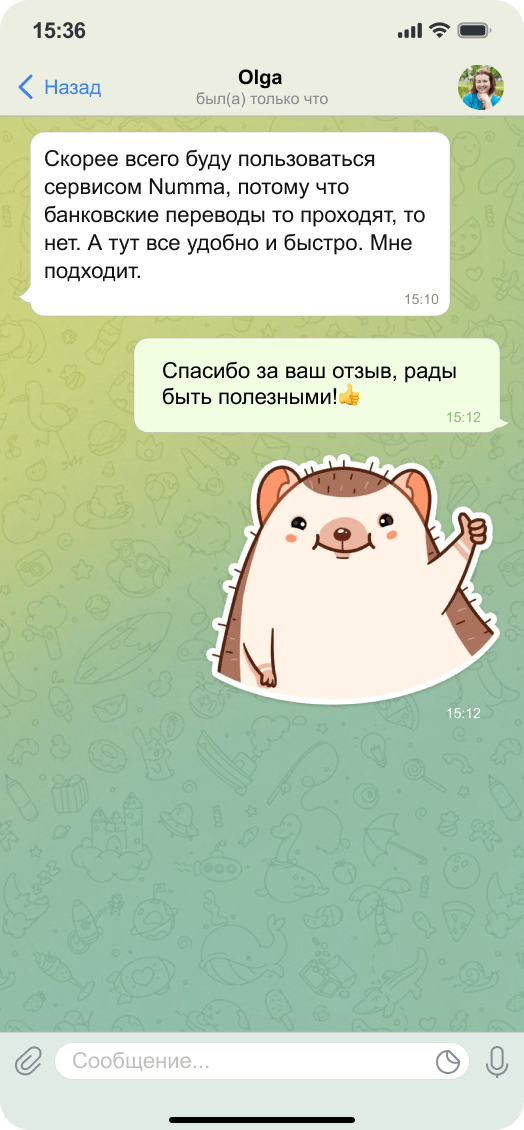 15:36
Назад
Olga
был(а) только что
Скорее всего буду пользоваться
сервисом Numma, потому что
банковские переводы то проходят, то
нет. А тут все удобно и быстро. Мне
подходит.
15:10
Спасибо за ваш отзыв, рады
быть полезными!👍
15:12
15:12
Сообщение...